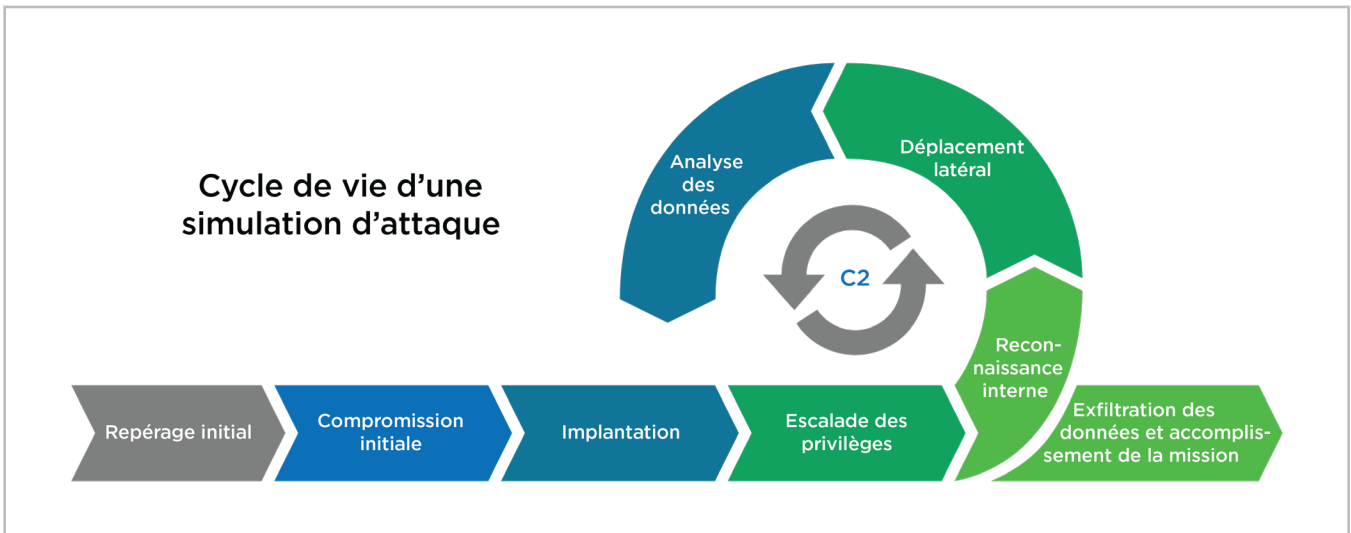 Cycle de vie d’une
simulation d’attaque
Analyse
des
données
Déplacement
latéral
C2
Recon-
naissance
interne
Repérage initial
Compromission
initiale
Implantation
Escalade des
privilèges
Exfiltration des
données et accomplis-
sement de la mission